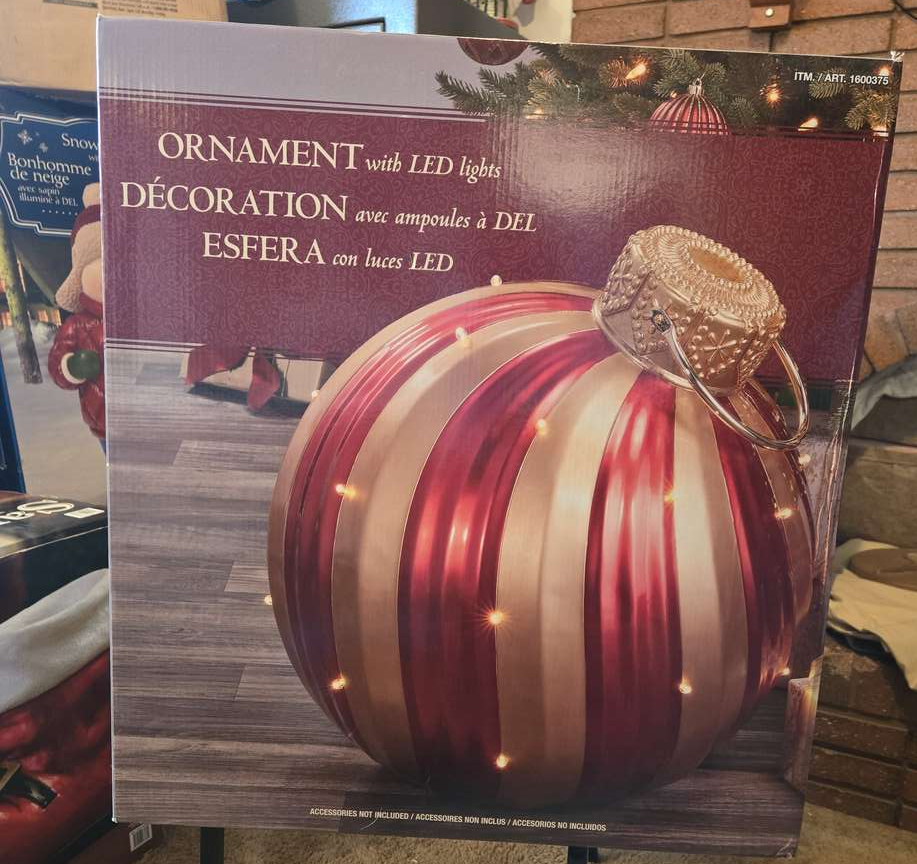 ITM. / ART. 1600375
ORNAMENT with LED lights
DÉCORATION avec ampoules à DEL
ESFERA con luces LED
Snow
Bonhomme
de neige
avec sapin
illuminé à DEL
ACCESSORIES NOT INCLUDED / ACCESSOIRES NON INCLUS / ACCESORIOS NO INCLUIDOS